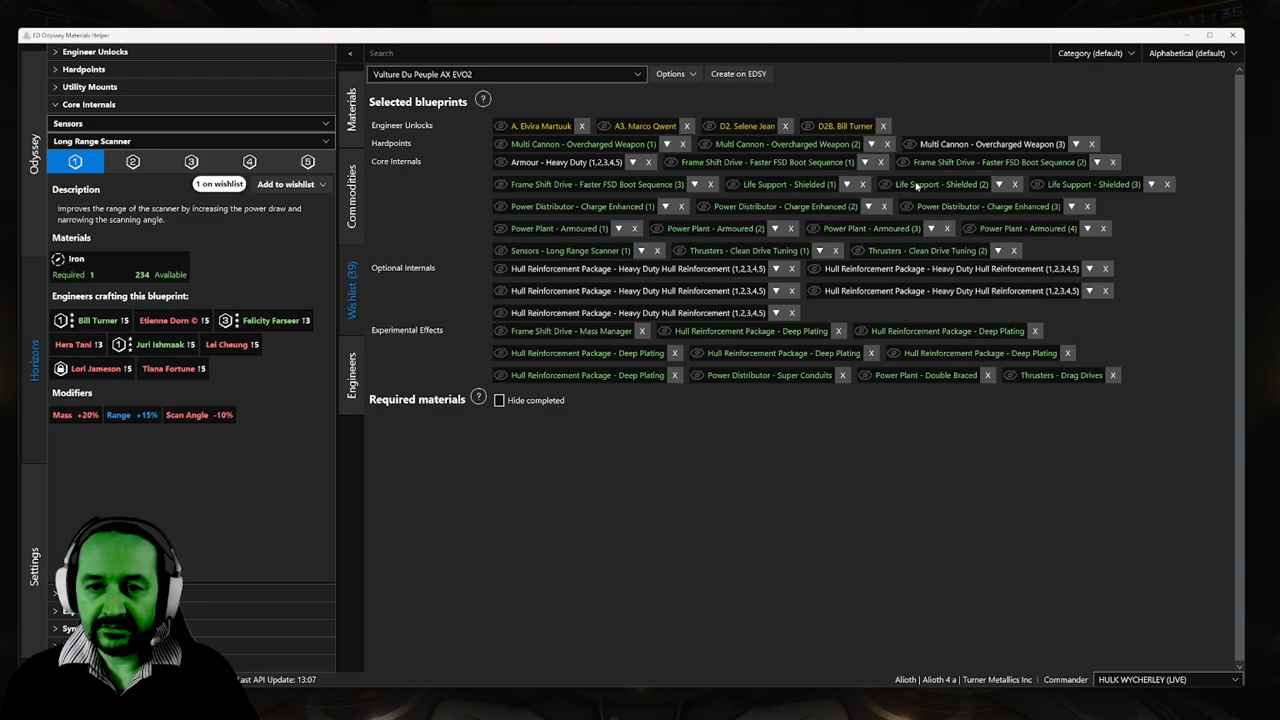 11:35
ED Odyssey Materials Helper
Odyssey
Horizons
Settings
Engineer Unlocks
Hardpoints
Utility Mounts
Core Internals
Sensors
Long Range Scanner
1 2 3 4 5
Description
1 on wishlist
Add to wishlist
Improves the range of the scanner by increasing the power draw and
narrowing the scanning angle.
Materials
Iron
Required 1 234 Available
Engineers crafting this blueprint:
1 Bill Turner 15 Etienne Dorn © 15 3 Felicity Farseer 13
Hera Tani 13 1 Juri Ishmaak 15 Lei Cheung 15
Lori Jameson 15 Tiana Fortune 15
Modifiers
Mass +20% Range +15% Scan Angle -10%
Syn
Last API Update: 13:07
<
Materials
Commodities
Wishlist (39)
Engineers
Search
Category (default)
Alphabetical (default)
Vulture Du Peuple AX EVO2
Options
Create on EDSY
Selected blueprints ?
Engineer Unlocks A. Elvira Martuuk X A3. Marco Qwent X D2. Selene Jean X D2B. Bill Turner X
Hardpoints Multi Cannon - Overcharged Weapon (1) X Multi Cannon - Overcharged Weapon (2) X Multi Cannon - Overcharged Weapon (3) X
Core Internals Armour - Heavy Duty (1,2,3,4,5) X Frame Shift Drive - Faster FSD Boot Sequence (1) X Frame Shift Drive - Faster FSD Boot Sequence (2) X
Frame Shift Drive - Faster FSD Boot Sequence (3) X Life Support - Shielded (1) X Life Support - Shielded (2) X Life Support - Shielded (3) X
Power Distributor - Charge Enhanced (1) X Power Distributor - Charge Enhanced (2) X Power Distributor - Charge Enhanced (3) X
Power Plant - Armoured (1) X Power Plant - Armoured (2) X Power Plant - Armoured (3) X Power Plant - Armoured (4) X
Sensors - Long Range Scanner (1) X Thrusters - Clean Drive Tuning (1) X Thrusters - Clean Drive Tuning (2) X
Optional Internals Hull Reinforcement Package - Heavy Duty Hull Reinforcement (1,2,3,4,5) X Hull Reinforcement Package - Heavy Duty Hull Reinforcement (1,2,3,4,5) X
Hull Reinforcement Package - Heavy Duty Hull Reinforcement (1,2,3,4,5) X Hull Reinforcement Package - Heavy Duty Hull Reinforcement (1,2,3,4,5) X
Hull Reinforcement Package - Heavy Duty Hull Reinforcement (1,2,3,4,5) X
Experimental Effects Frame Shift Drive - Mass Manager X Hull Reinforcement Package - Deep Plating X Hull Reinforcement Package - Deep Plating X
Hull Reinforcement Package - Deep Plating X Hull Reinforcement Package - Deep Plating X Hull Reinforcement Package - Deep Plating X
Hull Reinforcement Package - Deep Plating X Power Distributor - Super Conduits X Power Plant - Double Braced X Thrusters - Drag Drives X
Required materials ? Hide completed
Alioth | Alioth 4 a | Turner Metallics Inc Commander HULK WYCHERLEY (LIVE)